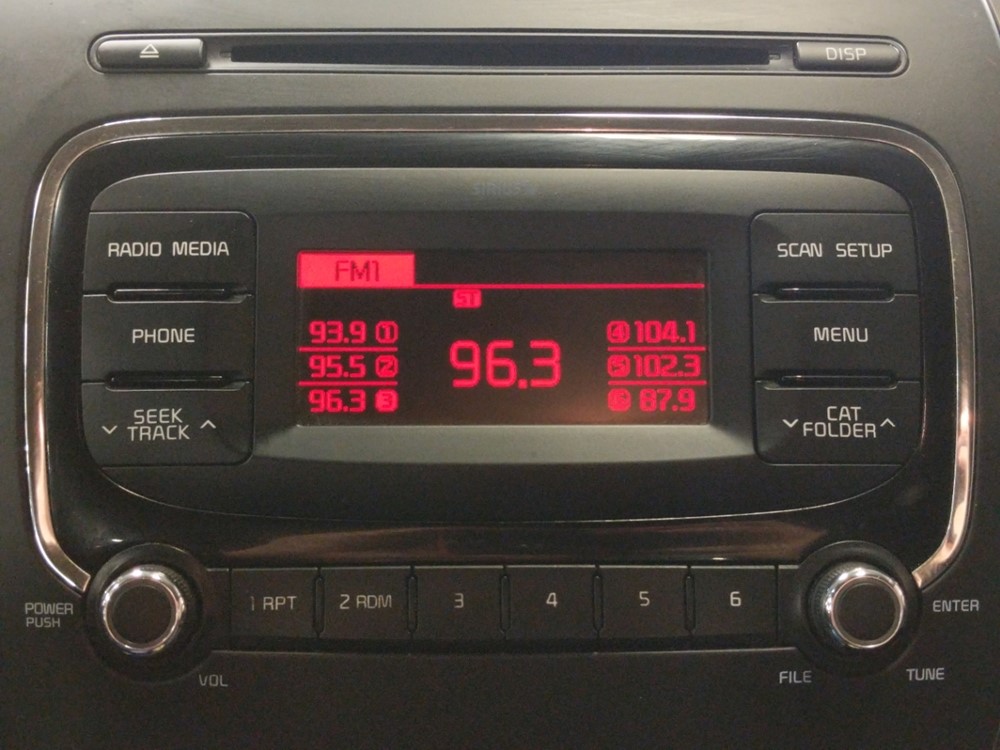 DISP
SIRIUS
RADIO MEDIA
PHONE
SEEK
TRACK
FM1
ST
93.9 1
95.5 2
96.3 3
96.3
4 104.1
5 102.3
6 87.9
SCAN SETUP
MENU
CAT
FOLDER
POWER
PUSH
VOL
1 RPT
2 RDM
3
4
5
6
FILE
TUNE
ENTER